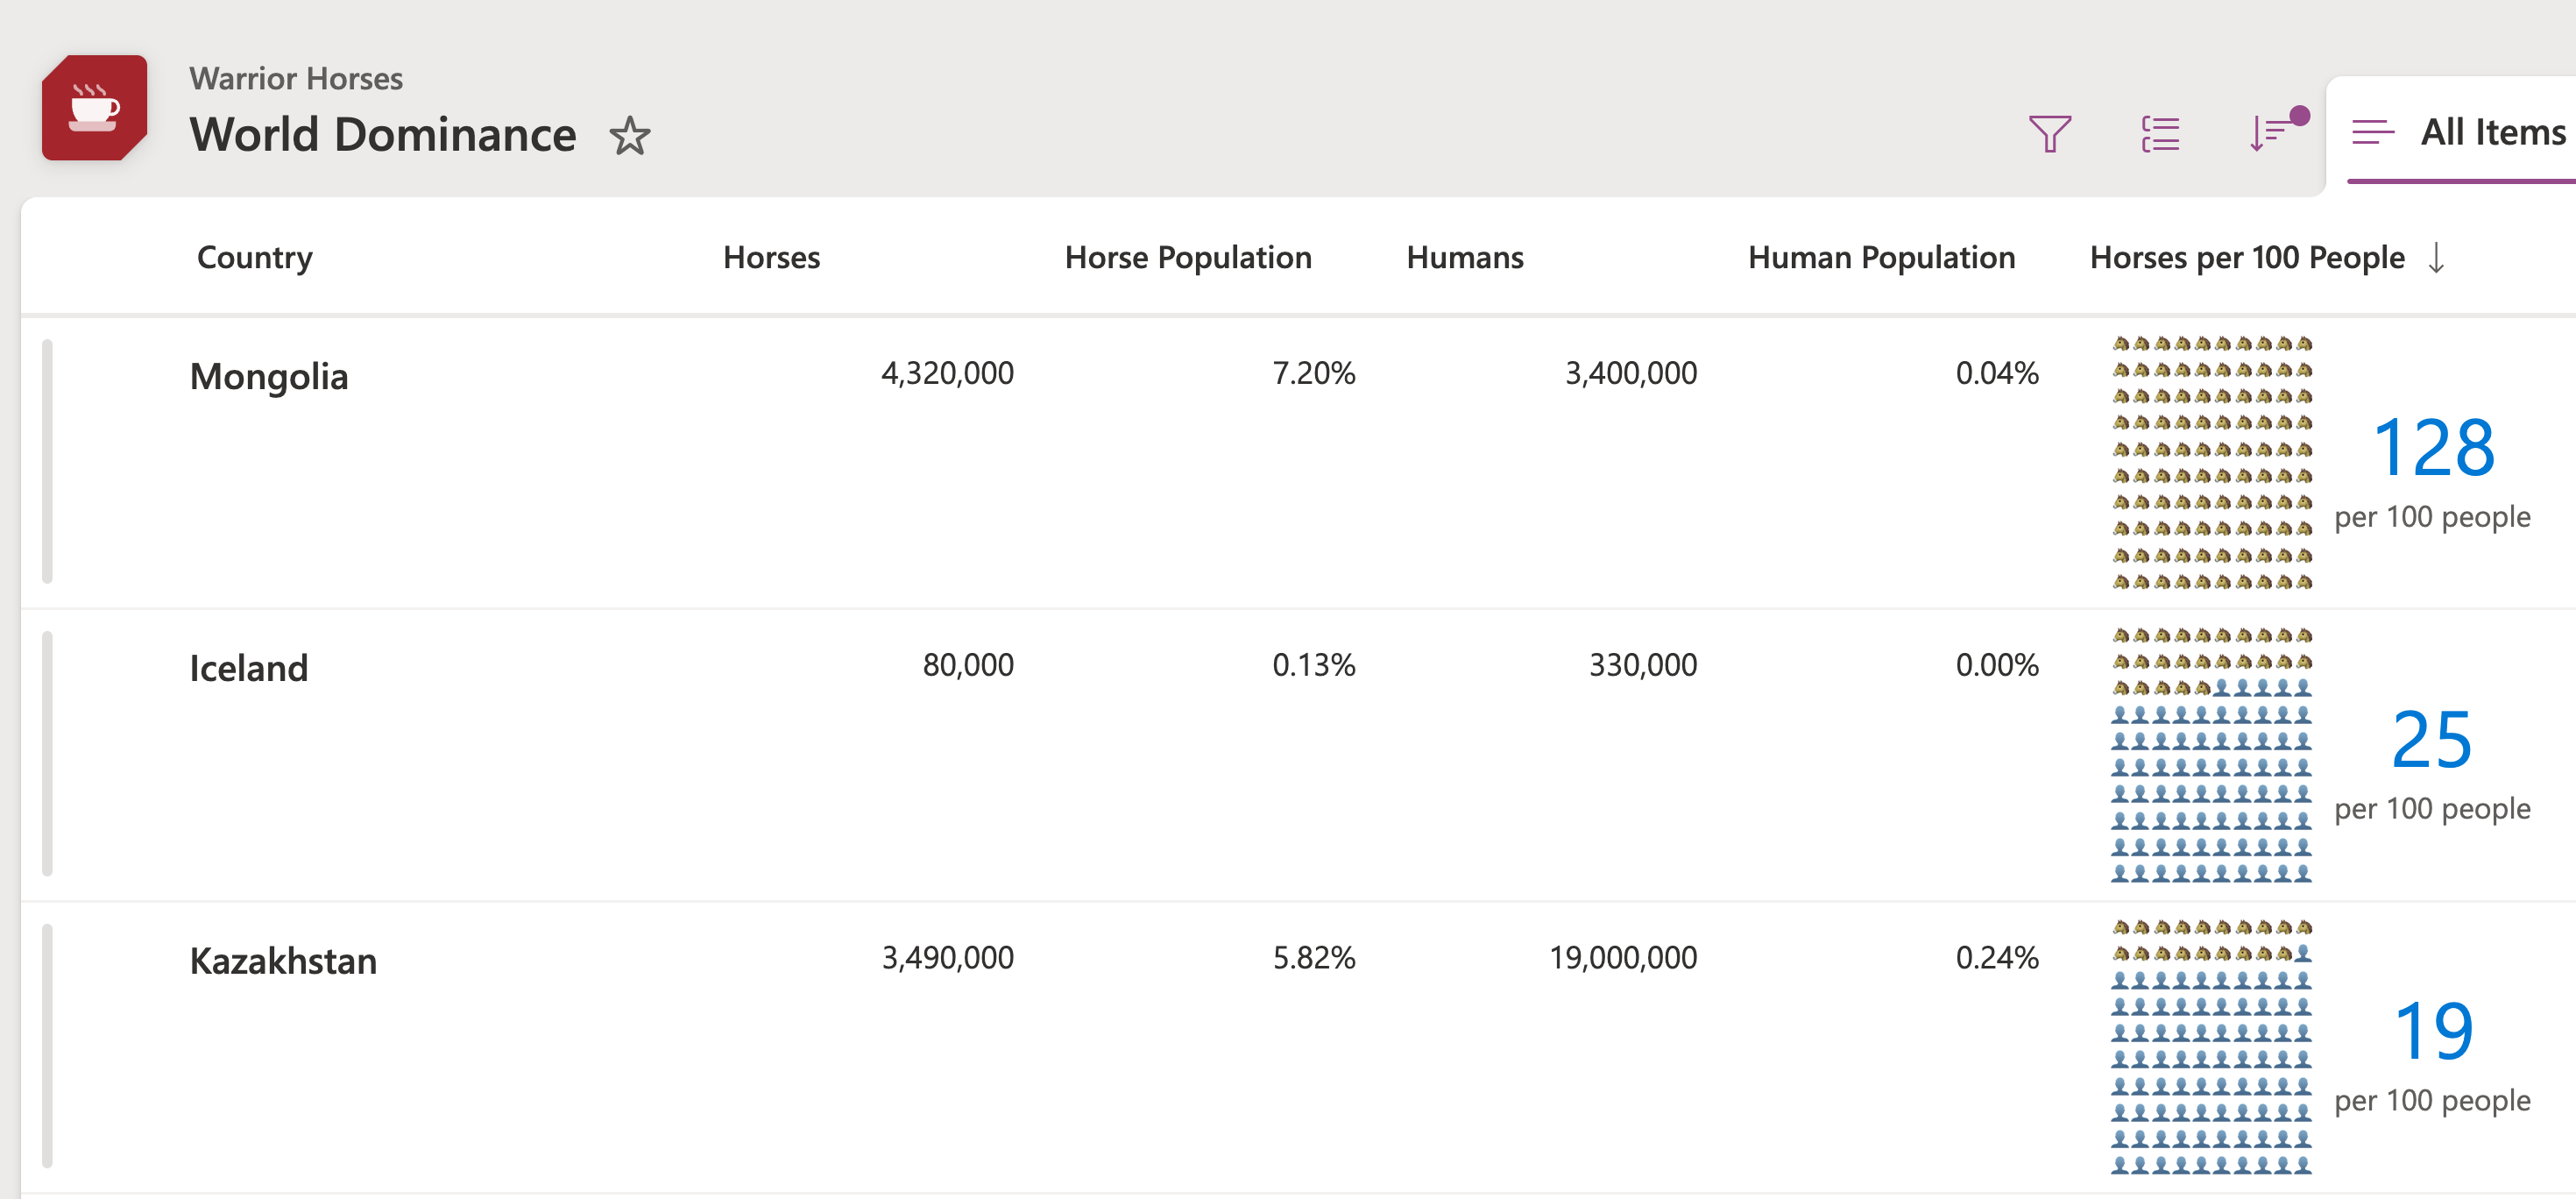 Warrior Horses
World Dominance
All Items
Country Horses Horse Population Humans Human Population Horses per 100 People
Mongolia 4,320,000 7.20% 3,400,000 0.04% 128
per 100 people
Iceland 80,000 0.13% 330,000 0.00% 25
per 100 people
Kazakhstan 3,490,000 5.82% 19,000,000 0.24% 19
per 100 people